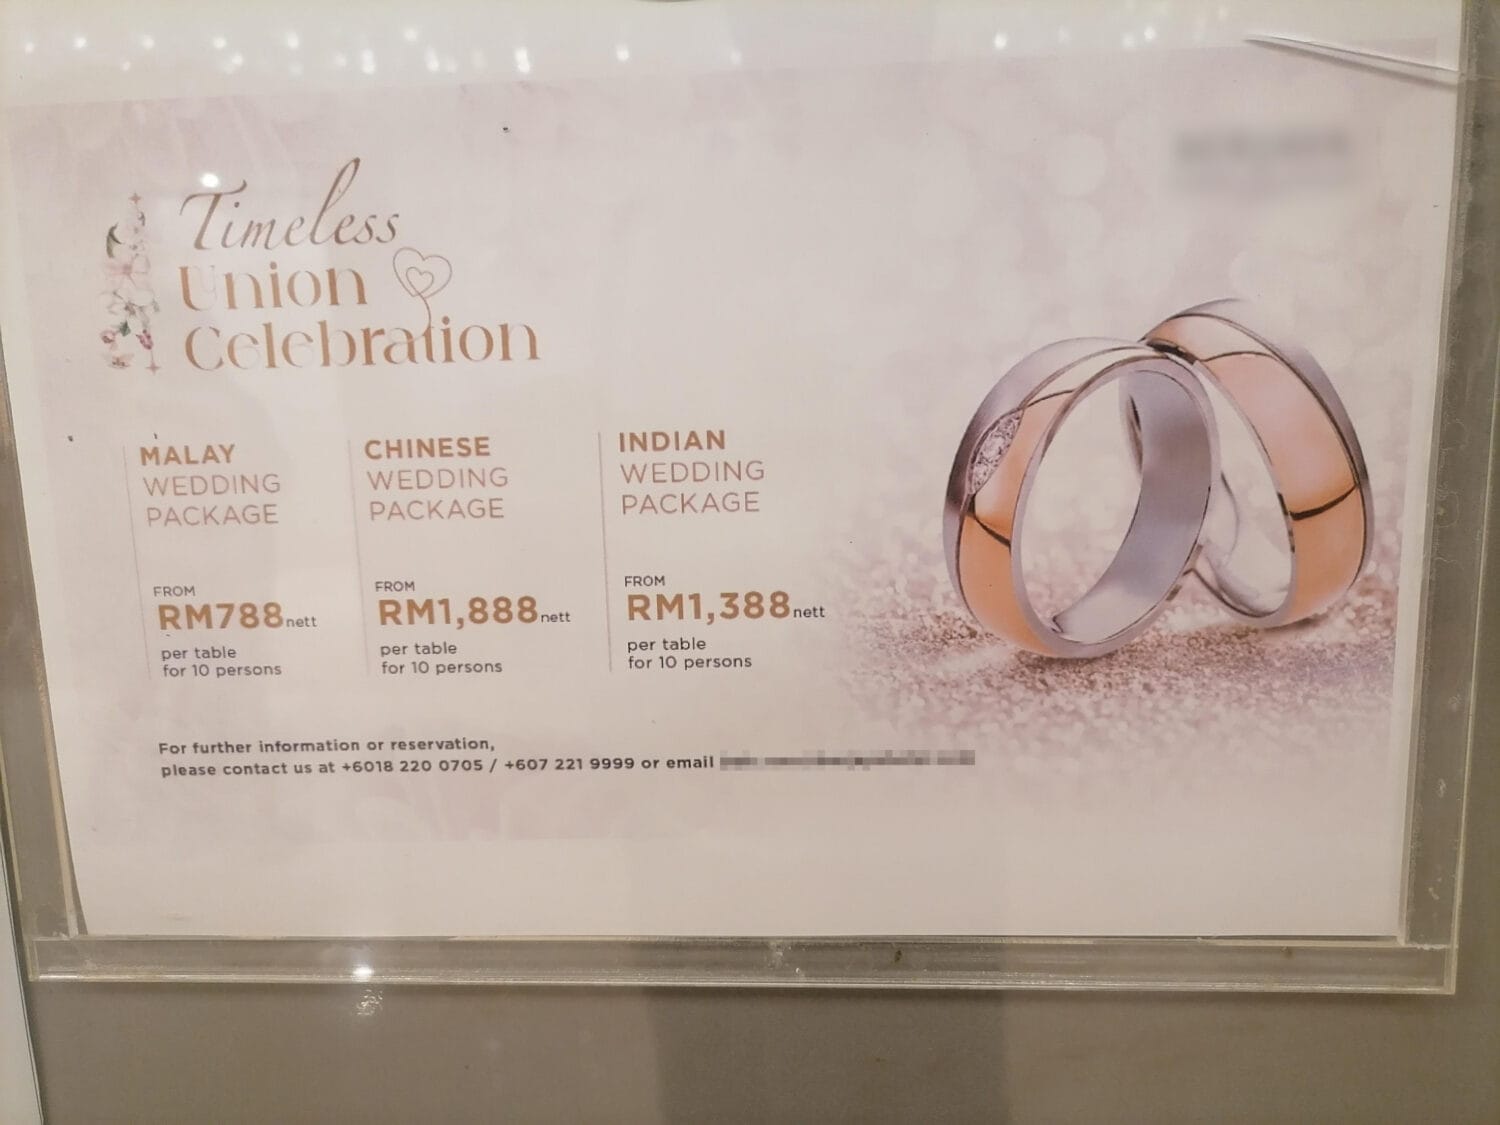 Timeless
Union
Celebration
MALAY
WEDDING
PACKAGE
FROM
RM788nett
per table
for 10 persons
CHINESE
WEDDING
PACKAGE
FROM
RM1,888nett
per table
for 10 persons
INDIAN
WEDDING
PACKAGE
FROM
RM1,388nett
per table
for 10 persons
For further information or reservation,
please contact us at +6018 220 0705 / +607 221 9999 or email